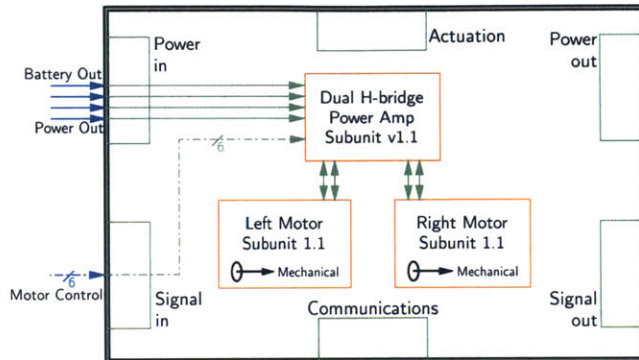 Power
in
Actuation
Power
out
Battery Out
Power Out
Dual H-bridge
Power Amp
Subunit v1.1
6
Left Motor
Subunit 1.1
Mechanical
Right Motor
Subunit 1.1
Mechanical
6
Motor Control
Signal
in
Communications
Signal
out